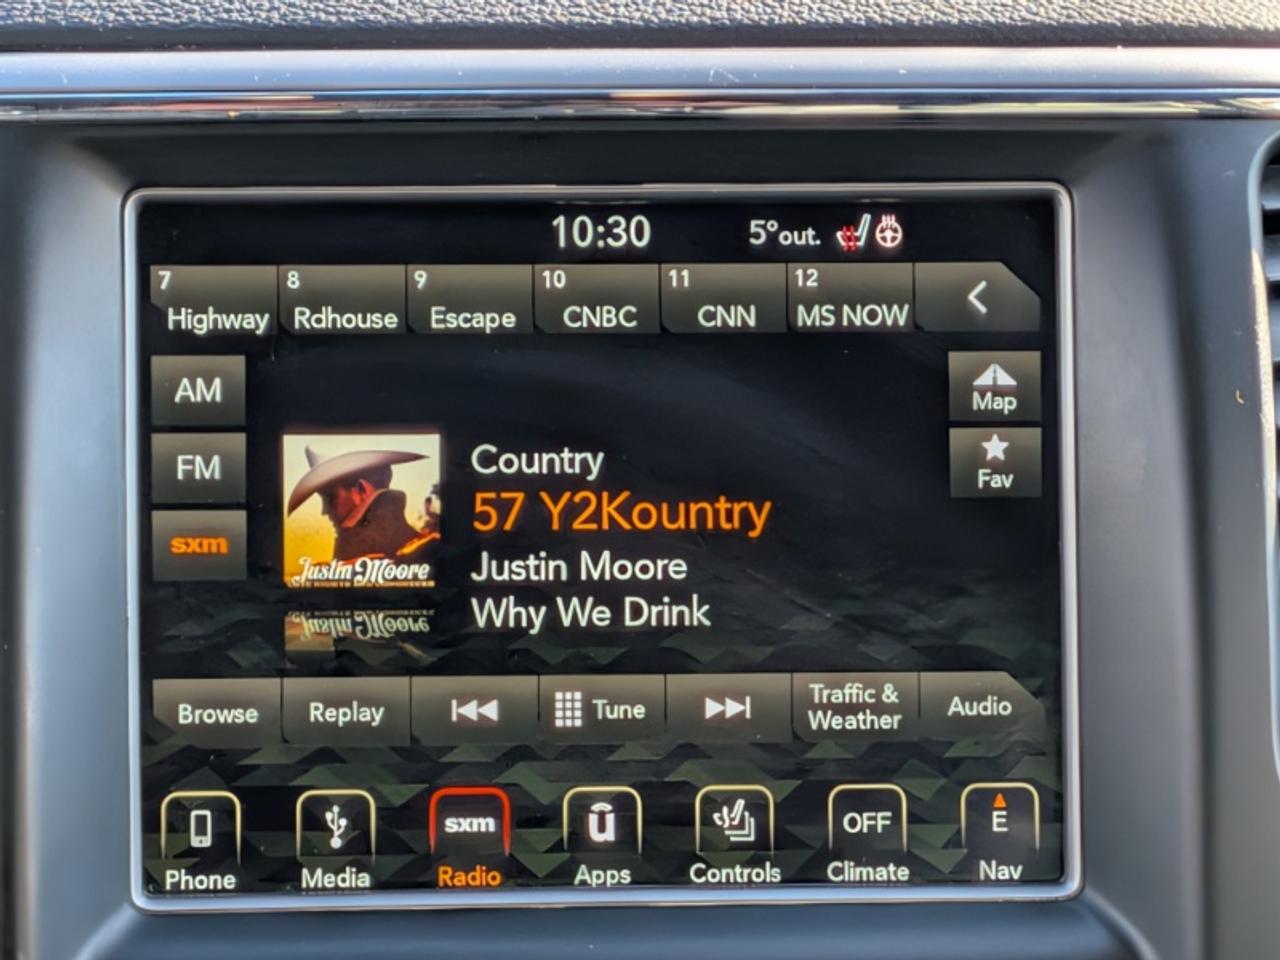 10:30
5°out.
7 8 9 10 11 12
Highway Rdhouse Escape CNBC CNN MS NOW
AM
Map
FM
Fav
sxm
Justin Moore
Country
57 Y2Kountry
Justin Moore
Why We Drink
Browse Replay Tune Traffic & Weather Audio
sxm û OFF E
Phone Media Radio Apps Controls Climate Nav